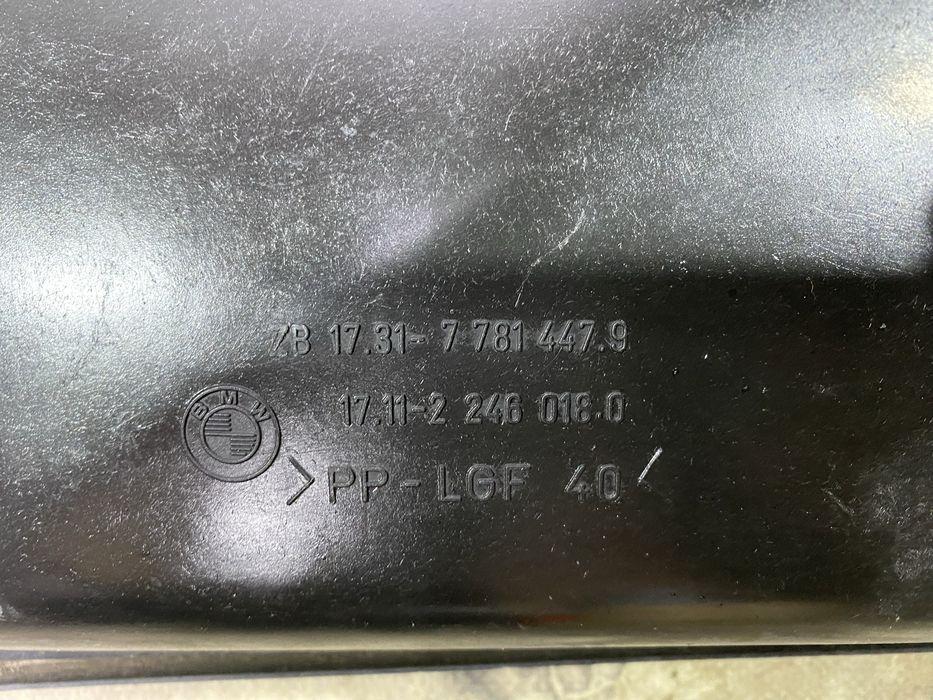 ZB 17.31- 7 781 447.9
17.11-2 246 018.0
BMW
>PP-LGF 40<